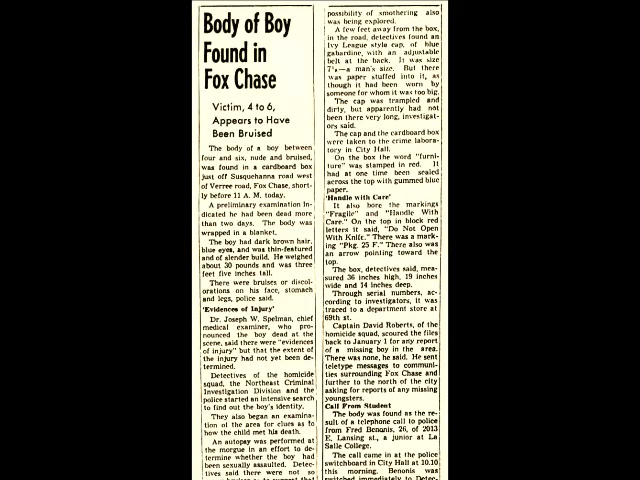 Body of Boy
Found in
Fox Chase
Victim, 4 to 6,
Appears to Have
Been Bruised
The body of a boy between
four and six, nude and bruised,
was found in a cardboard box
just off Susquehanna road west
of Verree road, Fox Chase, short-
ly before 11 A. M. today.
A preliminary examination in-
dicated he had been dead more
than two days. The body was
wrapped in a blanket.
The boy had dark brown hair,
blue eyes, and was thin-featured
and of slender build. He weighed
about 30 pounds and was three
feet five inches tall.
There were bruises or discol-
orations on his face, stomach
and legs, police said.
'Evidences of Injury'
Dr. Joseph W. Spelman, chief
medical examiner, who pro-
nounced the boy dead at the
scene, said there were "evidences
of injury" but that the extent of
the injury had not yet been de-
termined.
Detectives of the homicide
squad, the Northeast Criminal
Investigation Division and the
police started an intensive search
to find out the boy's identity.
They also began an examina-
tion of the area for clues as to
how the child met his death.
An autopsy was performed at
the morgue in an effort to de-
termine whether the boy had
been sexually assaulted. Detec-
tives said there were not so
possibility of smothering also
was being explored.
A few feet away from the box,
in the road, detectives found an
Ivy League style cap, of blue
gabardine, with an adjustable
belt at the back. It was size
7⅛—a man's size. But there
was paper stuffed into it, as
though it had been worn by
someone for whom it was too big.
The cap was trampled and
dirty, but apparently had not
been there very long, investigat-
ors said.
The cap and the cardboard box
were taken to the crime labora-
tory in City Hall.
On the box the word "furni-
ture" was stamped in red. It
had at one time been sealed
across the top with gummed blue
paper.
'Handle with Care'
It also bore the markings
"Fragile" and "Handle With
Care." On the top in block red
letters it said, "Do Not Open
With Knife." There was a mark-
ing "Pkg. 25 F." There also was
an arrow pointing toward the
top.
The box, detectives said, mea-
sured 36 inches high, 19 inches
wide and 14 inches deep.
Through serial numbers, ac-
cording to investigators, it was
traced to a department store at
69th st.
Captain David Roberts, of the
homicide squad, scoured the files
back to January 1 for any report
of a missing boy in the area.
There was none, he said. He sent
teletype messages to communi-
ties surrounding Fox Chase and
further to the north of the city
asking for reports of any missing
youngsters.
Call From Student
The body was found as the re-
sult of a telephone call to police
from Fred Benonis, 26, of 2013
E. Lansing st., a junior at La
Salle College.
The call came in at the police
switchboard in City Hall at 10.10
this morning. Benonis was
switched immediately to Detec-